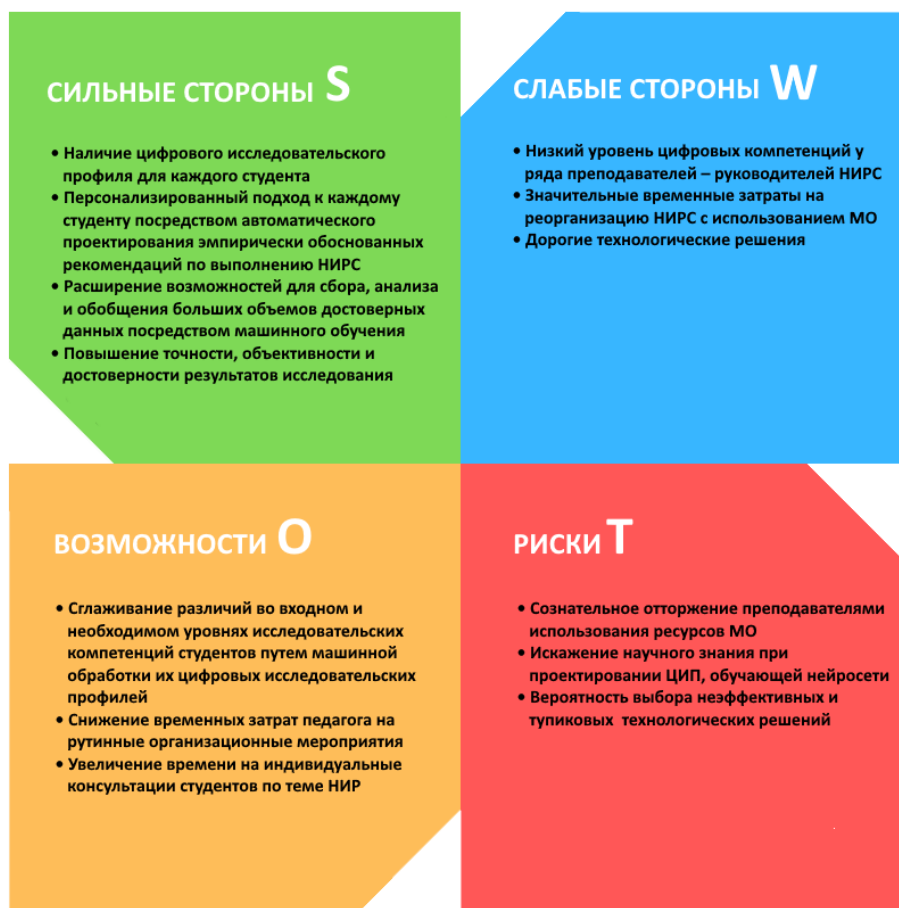 СИЛЬНЫЕ СТОРОНЫ S
• Наличие цифрового исследовательского
профиля для каждого студента
• Персонализированный подход к каждому
студенту посредством автоматического
проектирования эмпирически обоснованных
рекомендаций по выполнению НИРС
• Расширение возможностей для сбора, анализа
и обобщения больших объемов достоверных
данных посредством машинного обучения
• Повышение точности, объективности и
достоверности результатов исследования
СЛАБЫЕ СТОРОНЫ W
• Низкий уровень цифровых компетенций у
ряда преподавателей – руководителей НИРС
• Значительные временные затраты на
реорганизацию НИРС с использованием МО
• Дорогие технологические решения
ВОЗМОЖНОСТИ O
• Сглаживание различий во входном и
необходимом уровнях исследовательских
компетенций студентов путем машинной
обработки их цифровых исследовательских
профилей
• Снижение временных затрат педагога на
рутинные организационные мероприятия
• Увеличение времени на индивидуальные
консультации студентов по теме НИР
РИСКИ T
• Сознательное отторжение преподавателями
использования ресурсов МО
• Искажение научного знания при
проектировании ЦИП, обучающей нейросети
• Вероятность выбора неэффективных и
тупиковых технологических решений